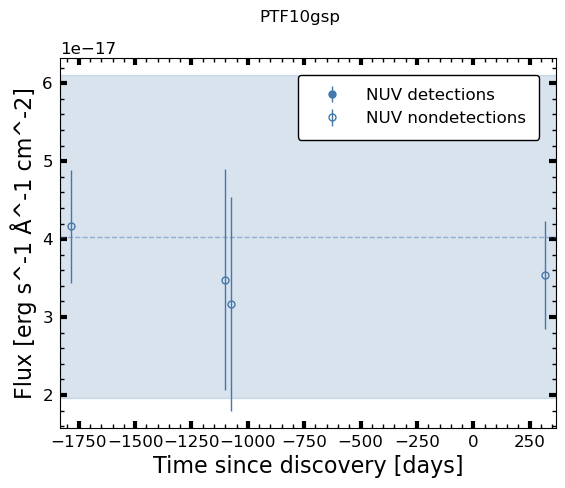 PTF10gsp
1e−17
NUV detections
NUV nondetections
6
5
4
3
2
Flux [erg s^-1 Å^-1 cm^-2]
−1750 −1500 −1250 −1000 −750 −500 −250 0 250
Time since discovery [days]